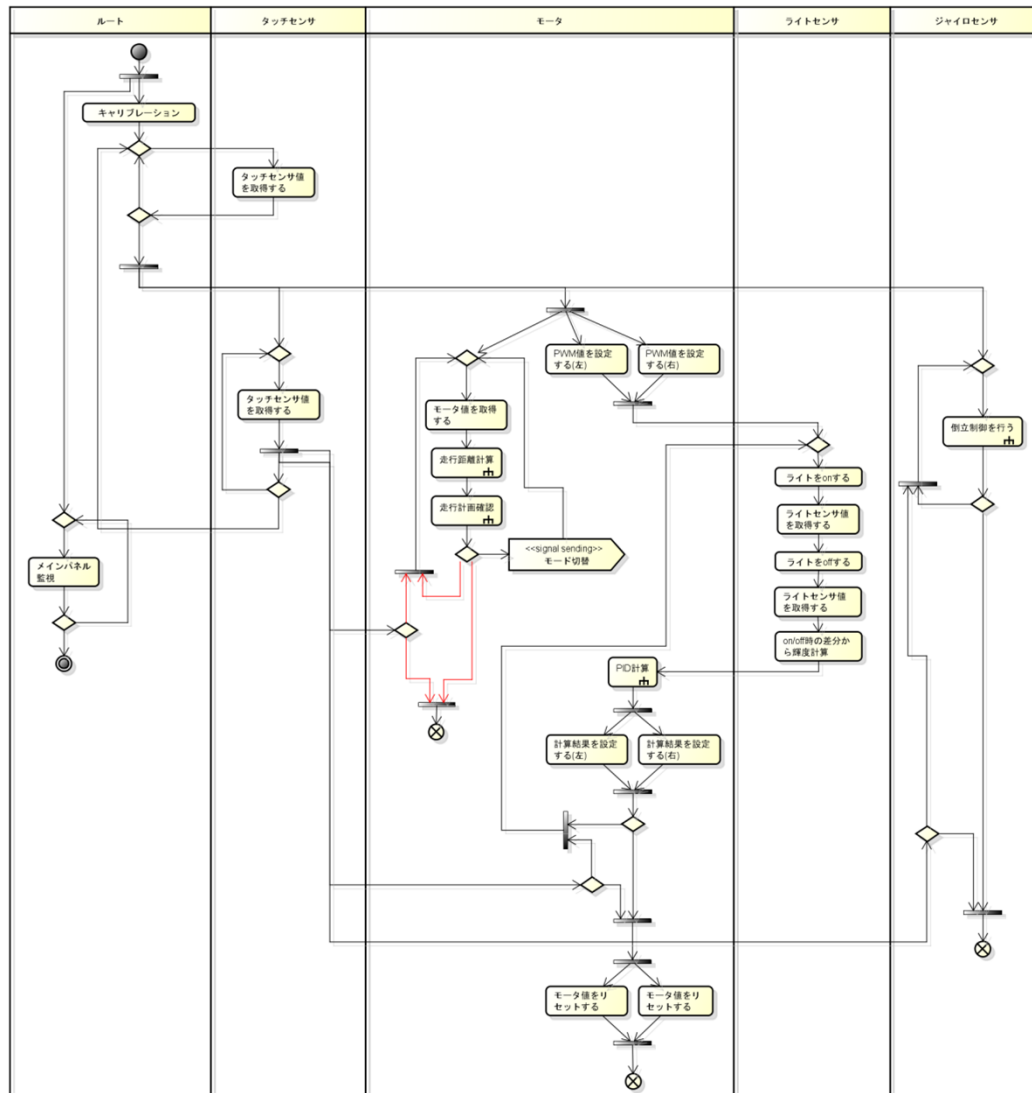 ルート
タッチセンサ
モータ
ライトセンサ
ジャイロセンサ
キャリブレーション
タッチセンサ値
を取得する
タッチセンサ値
を取得する
メインパネル
監視
PWM値を設定
する(左)
PWM値を設定
する(右)
モータ値を取得
する
走行距離計算
走行計画確認
<<signal sending>>
モード切替
PID計算
計算結果を設定
する(左)
計算結果を設定
する(右)
モータ値をリ
セットする
モータ値をリ
セットする
ライトをonする
ライトセンサ値
を取得する
ライトをoffする
ライトセンサ値
を取得する
on/off時の差分か
ら輝度計算
倒立制御を行う